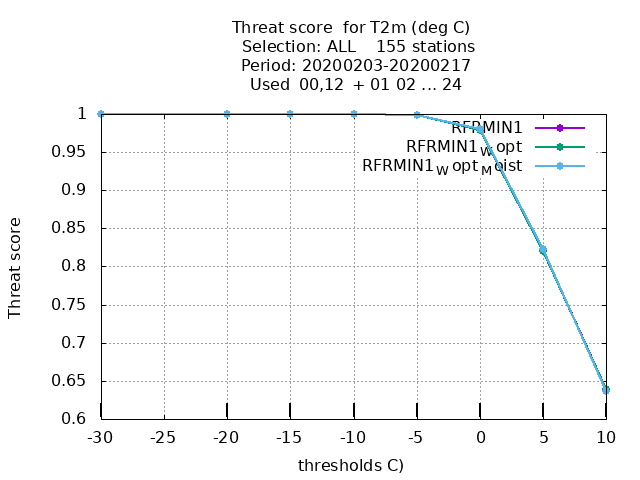 Threat score  for T2m (deg C)
Selection: ALL    155 stations
Period: 20200203-20200217
Used  00,12  + 01 02 ... 24
1
0.95
0.9
0.85
0.8
0.75
0.7
0.65
0.6
Threat score
RFRMIN1
RFRMIN1Wopt
RFRMIN1WoptMoist
-30 -25 -20 -15 -10 -5 0 5 10
thresholds C)